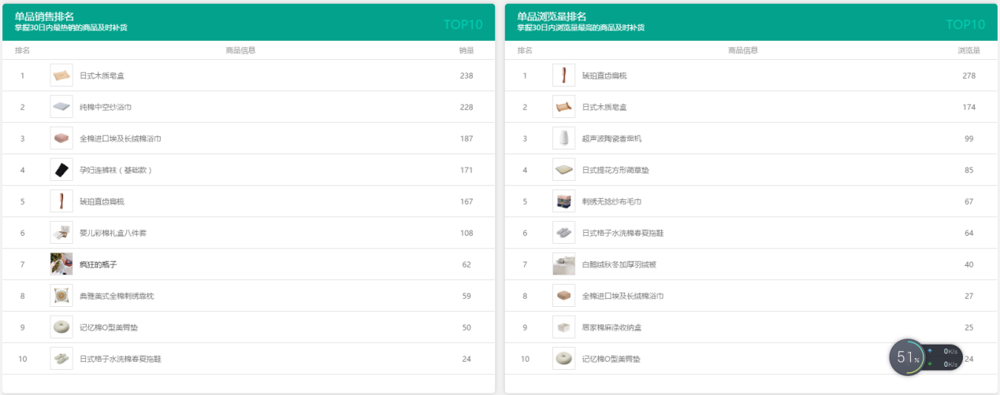 单品销售排名
掌握30日内最热销的商品及时补货
TOP10
排名 商品信息 销量
1 日式木质皂盒 238
2 纯棉中空纱浴巾 228
3 全棉进口埃及长绒棉浴巾 187
4 孕妇连裤袜（基础款） 171
5 琥珀直齿扁梳 167
6 婴儿彩棉礼盒八件套 108
7 疯狂的瓶子 62
8 典雅美式全棉刺绣靠枕 59
9 记忆棉O型美臀垫 50
10 日式格子水洗棉春夏拖鞋 24
单品浏览量排名
掌握30日内浏览量最高的商品及时补货
TOP10
排名 商品信息 浏览量
1 琥珀直齿扁梳 278
2 日式木质皂盒 174
3 超声波陶瓷香薰机 99
4 日式提花方形蔺草垫 85
5 刺绣无捻纱布毛巾 67
6 日式格子水洗棉春夏拖鞋 64
7 白鹅绒秋冬加厚羽绒被 40
8 全棉进口埃及长绒棉浴巾 27
9 居家棉麻涤收纳盒 25
10 记忆棉O型美臀垫 24
51%
0K/s
0K/s